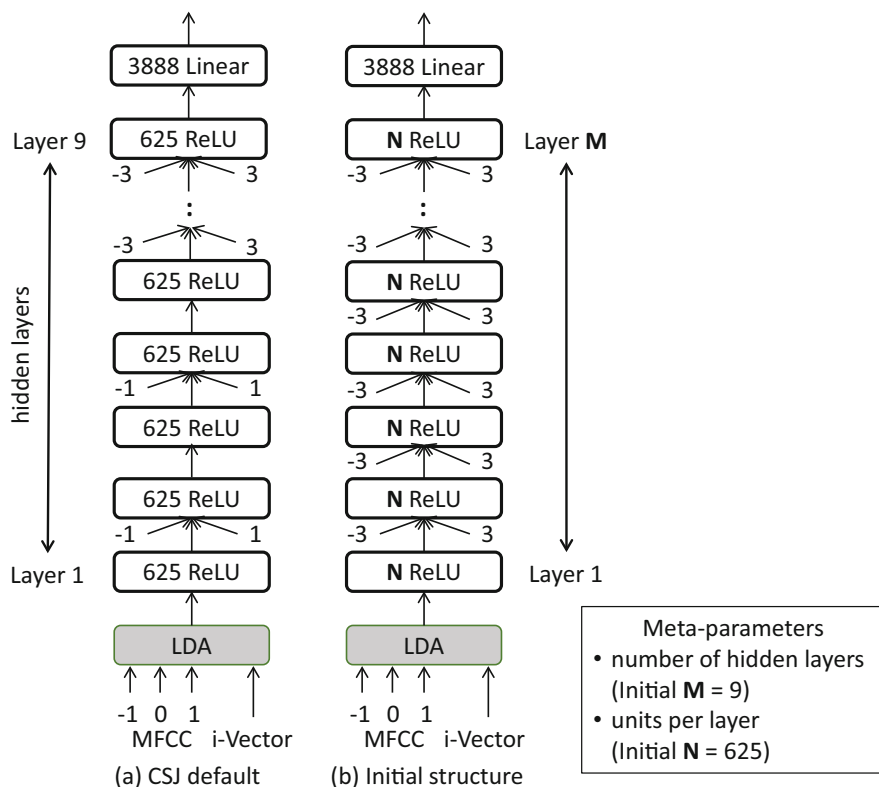 3888 Linear
3888 Linear
Layer 9
625 ReLU
N ReLU
Layer M
-3 3
-3 3
:
:
-3 3
-3 3
625 ReLU
N ReLU
-3 3
625 ReLU
N ReLU
-1 1
-3 3
hidden layers
625 ReLU
N ReLU
-3 3
625 ReLU
N ReLU
-1 1
-3 3
Layer 1
625 ReLU
N ReLU
Layer 1
LDA
LDA
-1 0 1
MFCC i-Vector
-1 0 1
MFCC i-Vector
(a) CSJ default
(b) Initial structure
Meta-parameters
• number of hidden layers
(Initial M = 9)
• units per layer
(Initial N = 625)